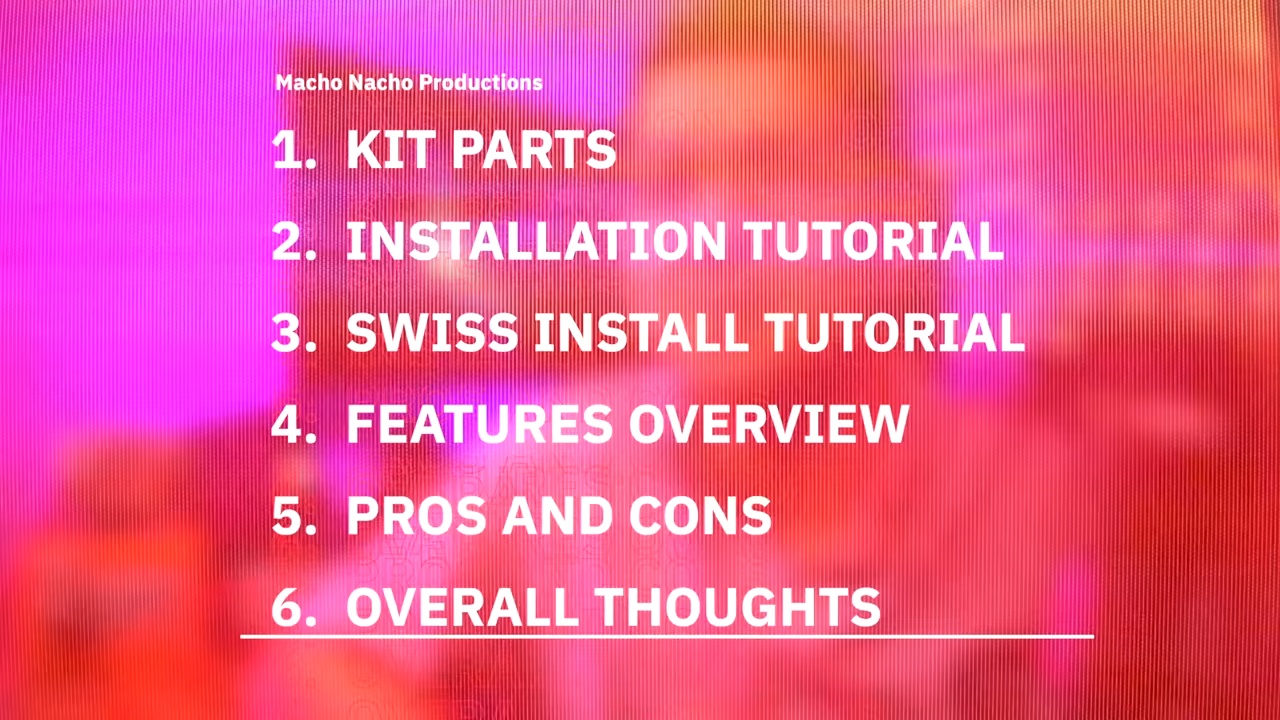 Macho Nacho Productions
1. KIT PARTS
2. INSTALLATION TUTORIAL
3. SWISS INSTALL TUTORIAL
4. FEATURES OVERVIEW
5. PROS AND CONS
6. OVERALL THOUGHTS